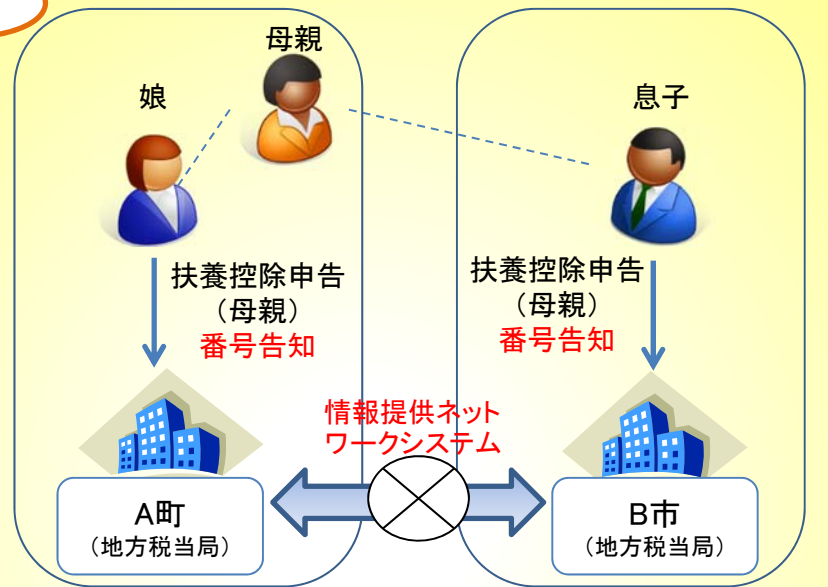 母親
娘
息子
扶養控除申告
（母親）
番号告知
扶養控除申告
（母親）
番号告知
情報提供ネット
ワークシステム
A町
（地方税当局）
B市
（地方税当局）